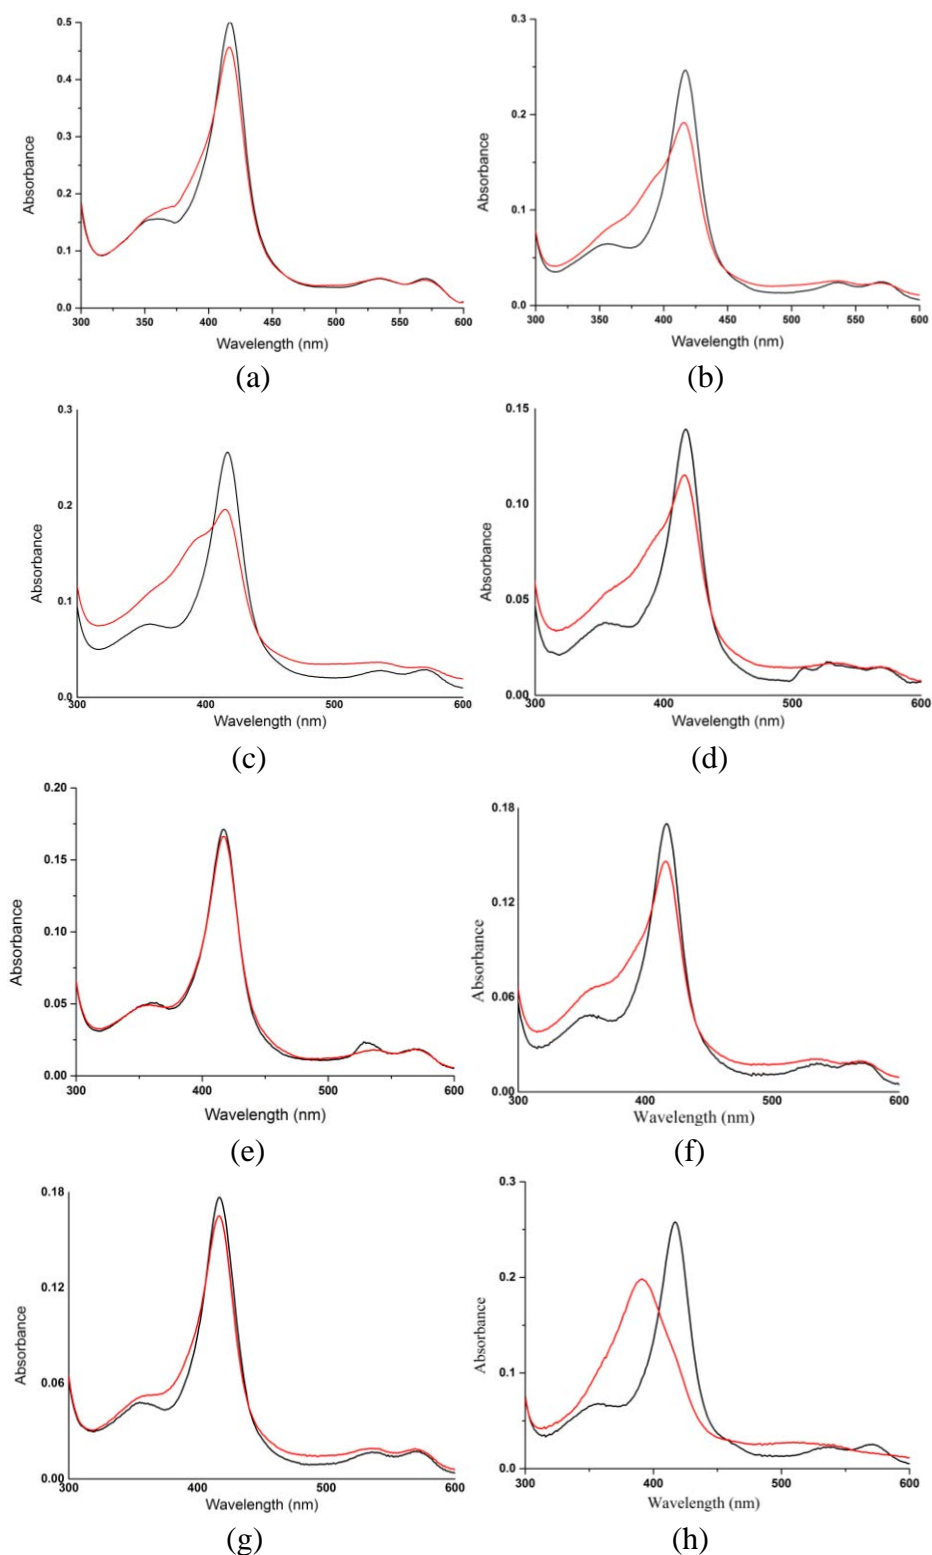 0.5
0.4
0.3
0.2
0.1
0.0
Absorbance
300 350 400 450 500 550 600
Wavelength (nm)
(a)
0.3
0.2
0.1
0.0
Absorbance
300 350 400 450 500 550 600
Wavelength (nm)
(b)
0.3
0.2
0.1
0.0
Absorbance
300 400 500 600
Wavelength (nm)
(c)
0.15
0.10
0.05
0.00
Absorbance
300 400 500 600
Wavelength (nm)
(d)
0.20
0.15
0.10
0.05
0.00
Absorbance
300 400 500 600
Wavelength (nm)
(e)
0.18
0.12
0.06
0.00
Absorbance
300 400 500 600
Wavelength (nm)
(f)
0.18
0.12
0.06
0.00
Absorbance
300 400 500 600
Wavelength (nm)
(g)
0.3
0.2
0.1
0.0
Absorbance
300 400 500 600
Wavelength (nm)
(h)